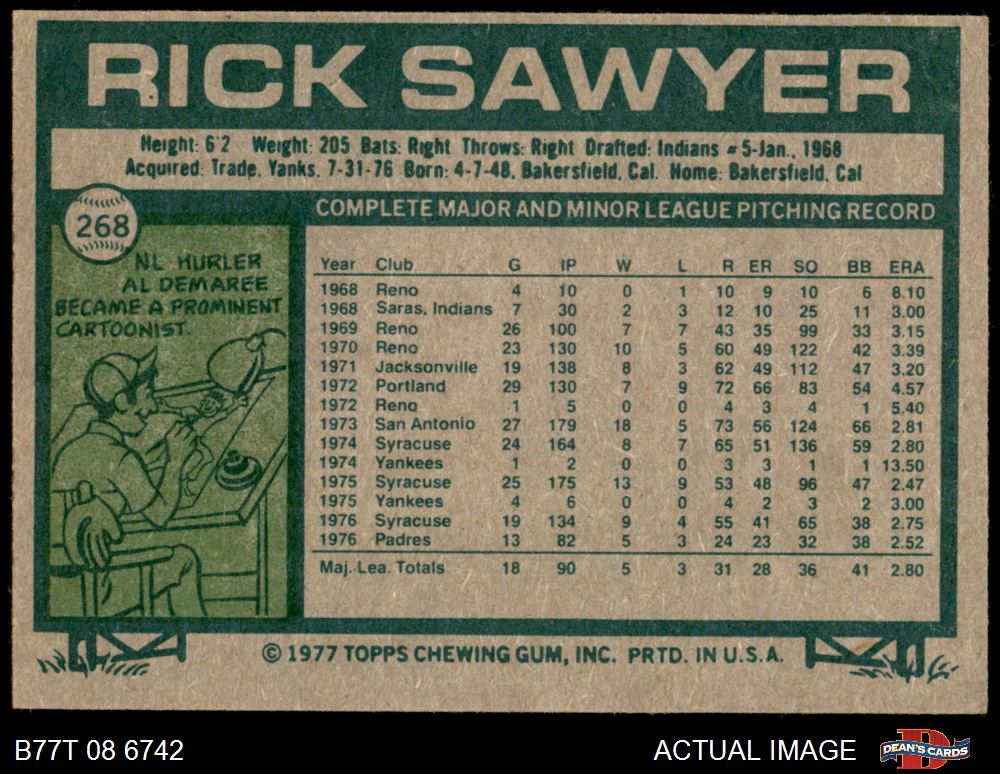 RICK SAWYER
Height: 6'2 Weight: 205 Bats: Right Throws: Right Drafted: Indians #5-Jan., 1968
Acquired: Trade, Yanks, 7-31-76 Born: 4-7-48, Bakersfield, Cal. Home: Bakersfield, Cal
268
NL HURLER
AL DEMAREE
BECAME A PROMINENT
CARTOONIST.
COMPLETE MAJOR AND MINOR LEAGUE PITCHING RECORD
Year Club G IP W L R ER SO BB ERA
1968 Reno 4 10 0 1 10 9 10 6 8.10
1968 Saras. Indians 7 30 2 3 12 10 25 11 3.00
1969 Reno 26 100 7 7 43 35 99 33 3.15
1970 Reno 23 130 10 5 60 49 122 42 3.39
1971 Jacksonville 19 138 8 3 62 49 112 47 3.20
1972 Portland 29 130 7 9 72 66 83 54 4.57
1972 Reno 1 5 0 0 4 3 4 1 5.40
1973 San Antonio 27 179 18 5 73 56 124 66 2.81
1974 Syracuse 24 164 8 7 65 51 136 59 2.80
1974 Yankees 1 2 0 0 3 3 1 1 13.50
1975 Syracuse 25 175 13 9 53 48 96 47 2.47
1975 Yankees 4 6 0 0 4 2 3 2 3.00
1976 Syracuse 19 134 9 4 55 41 65 38 2.75
1976 Padres 13 82 5 3 24 23 32 38 2.52
Maj. Lea. Totals 18 90 5 3 31 28 36 41 2.80
© 1977 TOPPS CHEWING GUM, INC. PRTD. IN U.S.A.
B77T 08 6742
ACTUAL IMAGE
DEAN'S CARDS